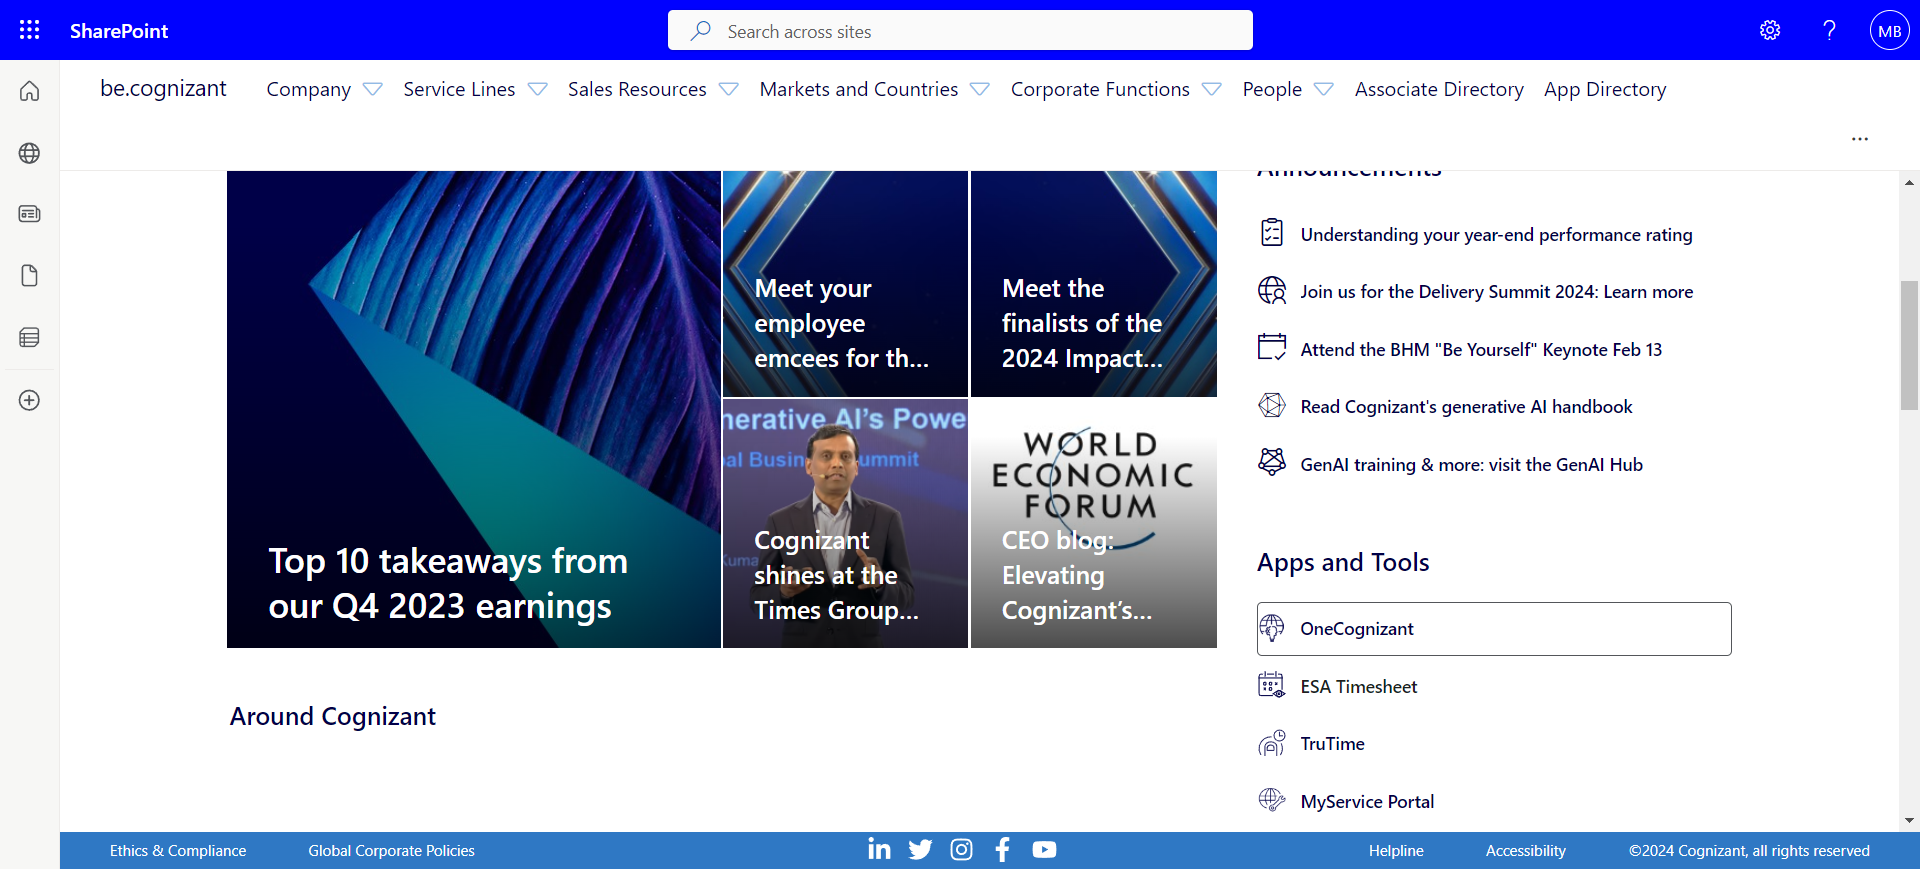 SharePoint
Search across sites
MB
be.cognizant
Company
Service Lines
Sales Resources
Markets and Countries
Corporate Functions
People
Associate Directory
App Directory
...
Top 10 takeaways from
our Q4 2023 earnings
Meet your
employee
emcees for th...
Meet the
finalists of the
2024 Impact...
nerative AI's Powe
al Business Summit
Kuma
Cognizant
shines at the
Times Group...
WORLD
ECONOMIC
FORUM
CEO blog:
Elevating
Cognizant's...
Around Cognizant
Announcements
Understanding your year-end performance rating
Join us for the Delivery Summit 2024: Learn more
Attend the BHM "Be Yourself" Keynote Feb 13
Read Cognizant's generative AI handbook
GenAI training & more: visit the GenAI Hub
Apps and Tools
OneCognizant
ESA Timesheet
TruTime
MyService Portal
Ethics & Compliance
Global Corporate Policies
Helpline
Accessibility
©2024 Cognizant, all rights reserved